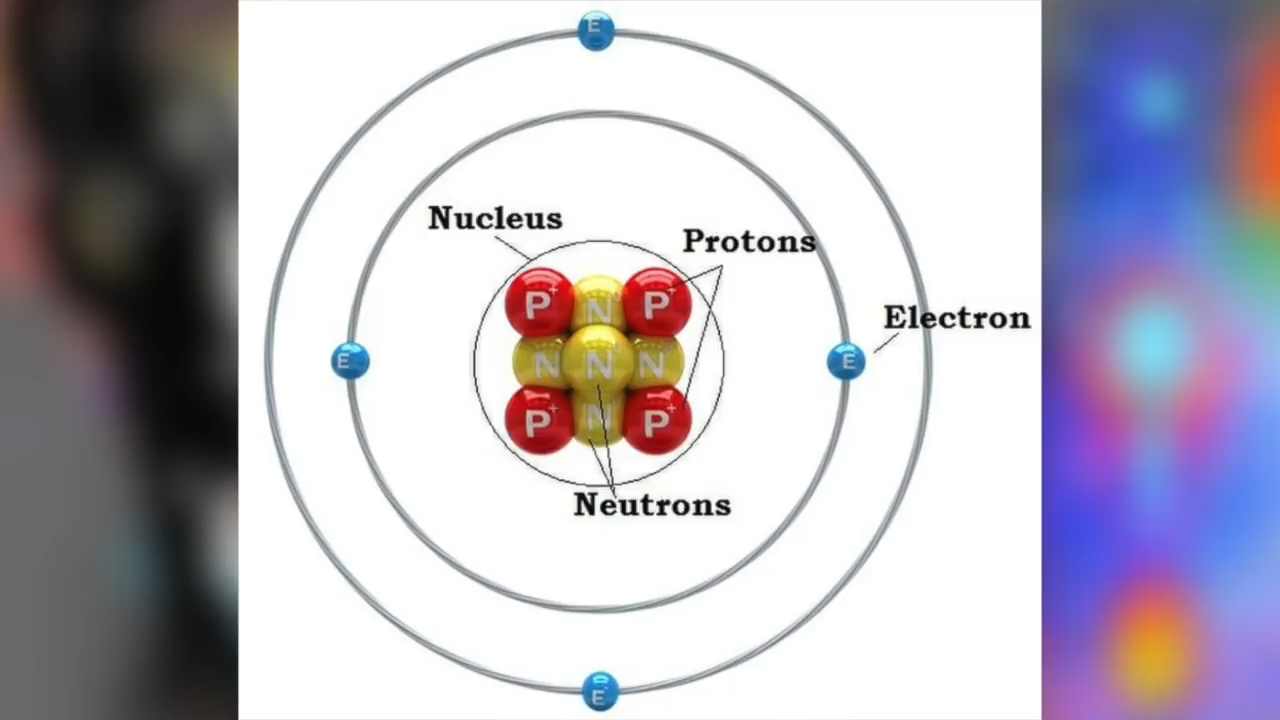 E
Nucleus
Protons
P+ N P+
Electron
E N N N E
P+ N P+
Neutrons
E